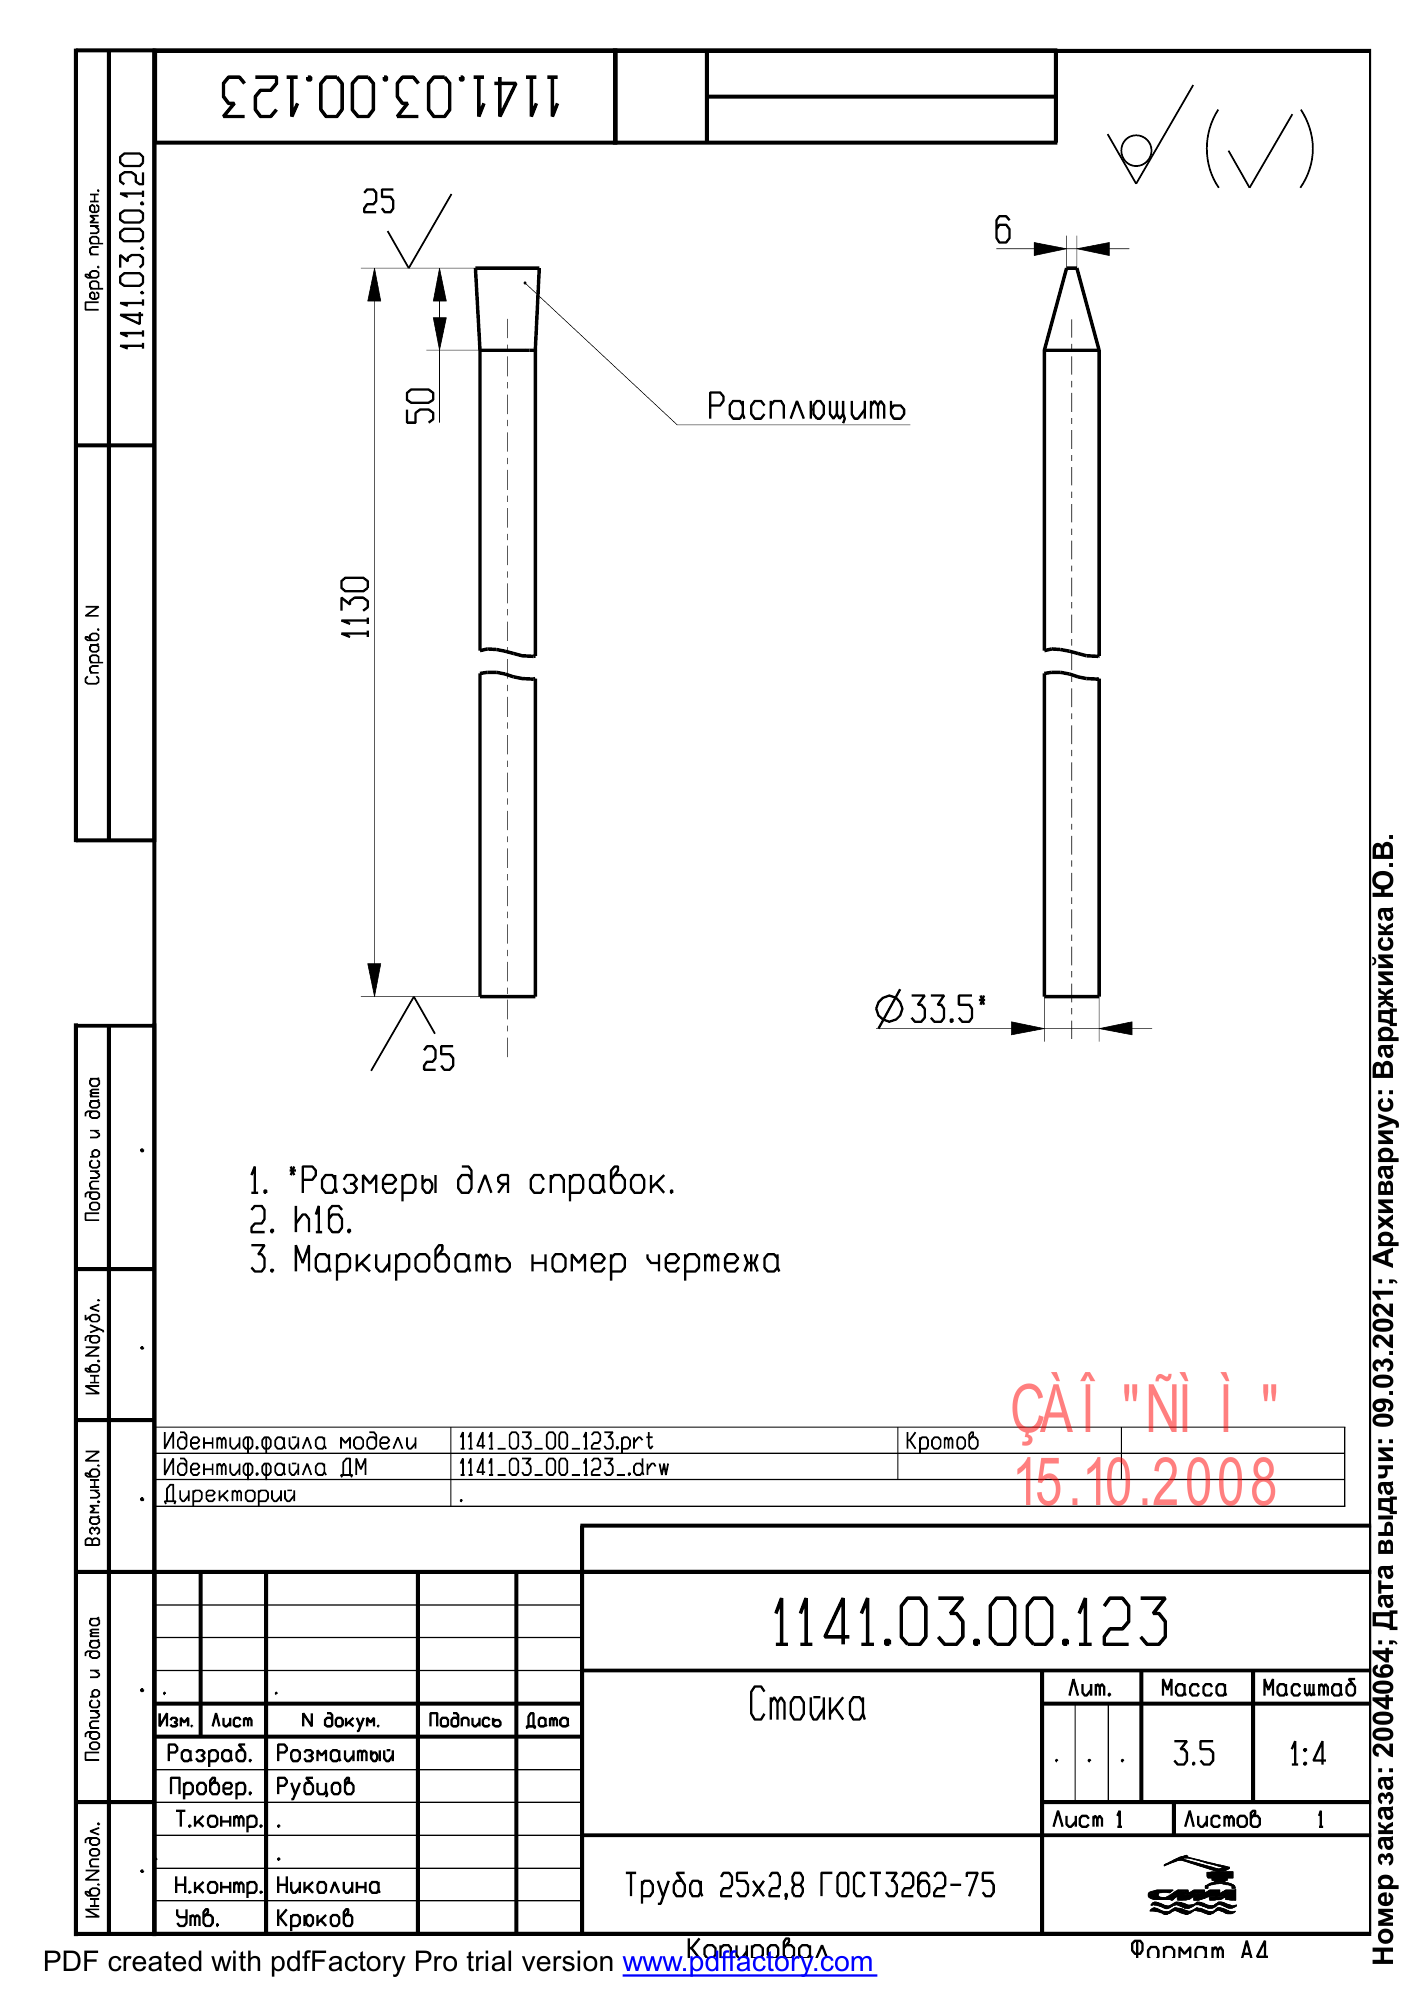 1141.03.00.123
Перв. примен.
1141.03.00.120
Справ. N
25
6
50
Расплющить
1130
⌀33.5*
25
1. *Размеры для справок.
2. h16.
3. Маркировать номер чертежа
Подпись и дата
Инв.Nдубл.
Взам.инв.N
Подпись и дата
Инв.Nподл.
ÇÀÎ "ÑÌ Ì "
15.10.2008
Идентиф.файла модели 1141_03_00_123.prt Кротов
Идентиф.файла ДМ 1141_03_00_123_.drw
Директорий .
1141.03.00.123
Стойка
Лит. Масса Масштаб
. . . 3.5 1:4
Лист 1 Листов 1
Изм. Лист N докум. Подпись Дата
Разраб. Розмаитый
Провер. Рубцов
Т.контр. .
Н.контр. Николина
Утв. Крюков
Труба 25х2,8 ГОСТ3262-75
СММ
Копировал
Формат А4
PDF created with pdfFactory Pro trial version www.pdffactory.com
Номер заказа: 2004064; Дата выдачи: 09.03.2021; Архивариус: Варджийска Ю.В.